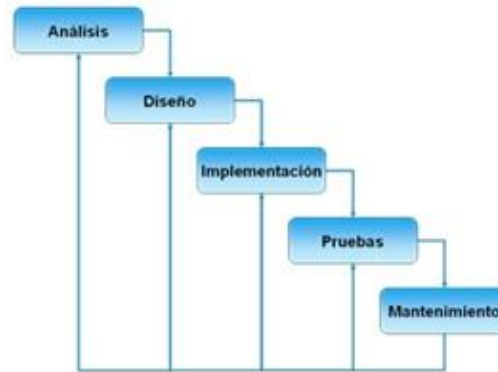 Análisis
Diseño
Implementación
Pruebas
Mantenimiento